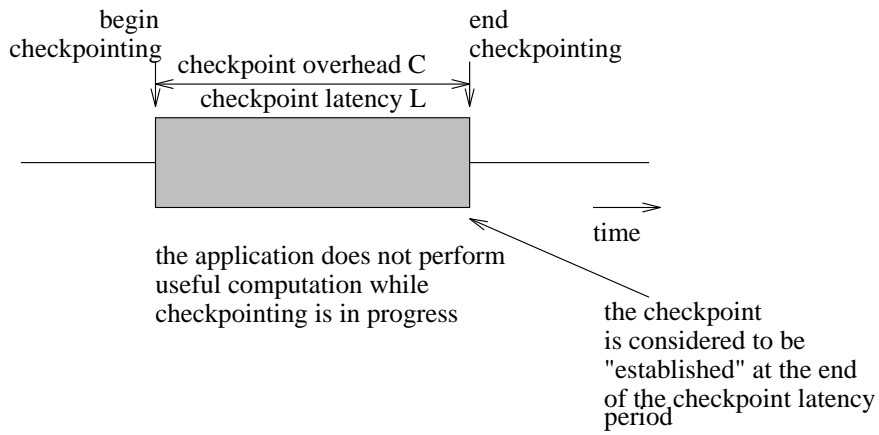 begin
checkpointing
end
checkpointing
checkpoint overhead C
checkpoint latency L
time
the application does not perform
useful computation while
checkpointing is in progress
the checkpoint
is considered to be
"established" at the end
of the checkpoint latency
period